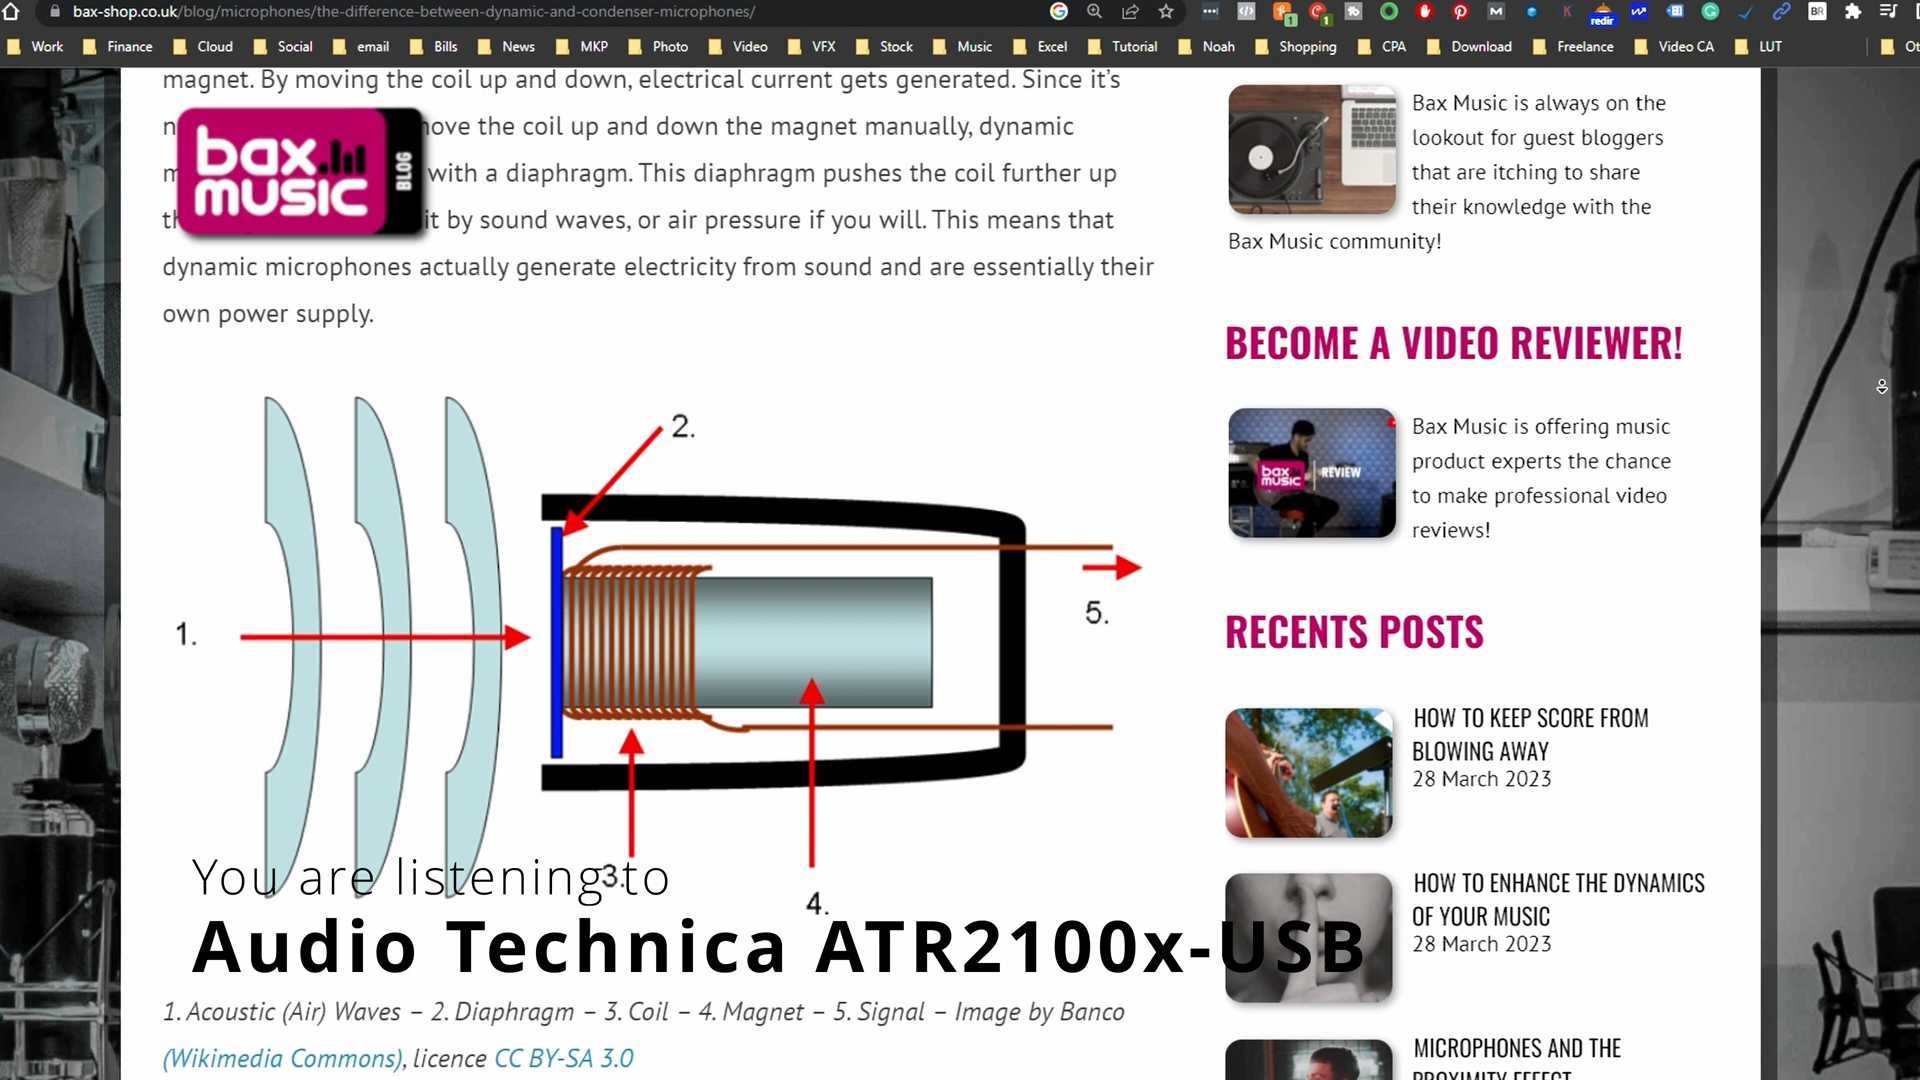 bax-shop.co.uk/blog/microphones/the-difference-between-dynamic-and-condenser-microphones/
Work Finance Cloud Social email Bills News MKP Photo Video VFX Stock Music Excel Tutorial Noah Shopping CPA Download Freelance Video CA LUT
magnet. By moving the coil up and down, electrical current gets generated. Since it's
move the coil up and down the magnet manually, dynamic
with a diaphragm. This diaphragm pushes the coil further up
it by sound waves, or air pressure if you will. This means that
dynamic microphones actually generate electricity from sound and are essentially their
own power supply.
bax
music
BLOG
1.
2.
3.
4.
5.
You are listening to
Audio Technica ATR2100x-USB
1. Acoustic (Air) Waves – 2. Diaphragm – 3. Coil – 4. Magnet – 5. Signal – Image by Banco
(Wikimedia Commons), licence CC BY-SA 3.0
Bax Music is always on the
lookout for guest bloggers
that are itching to share
their knowledge with the
Bax Music community!
BECOME A VIDEO REVIEWER!
bax
music
REVIEW
Bax Music is offering music
product experts the chance
to make professional video
reviews!
RECENTS POSTS
HOW TO KEEP SCORE FROM
BLOWING AWAY
28 March 2023
HOW TO ENHANCE THE DYNAMICS
OF YOUR MUSIC
28 March 2023
MICROPHONES AND THE
PROXIMITY EFFECT